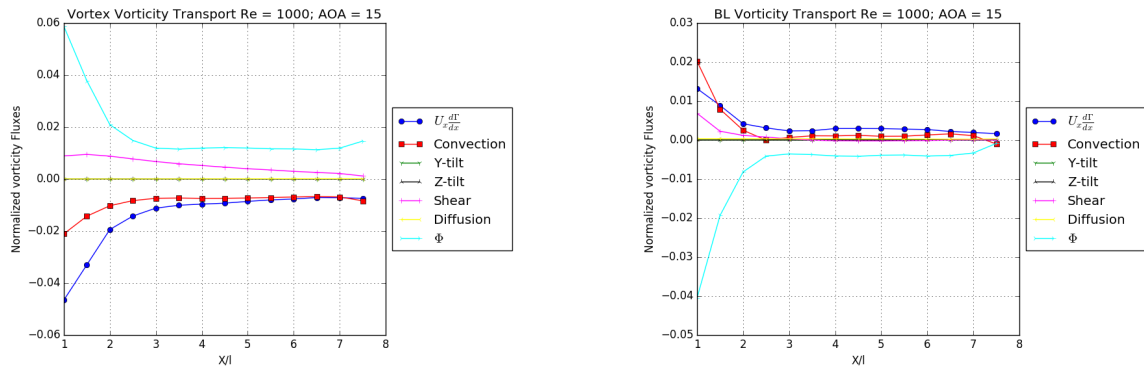 Vortex Vorticity Transport Re = 1000; AOA = 15
0.06
0.04
0.02
0.00
−0.02
−0.04
−0.06
Normalized vorticity Fluxes
1 2 3 4 5 6 7 8
X/l
U_x dΓ/dx
Convection
Y-tilt
Z-tilt
Shear
Diffusion
Φ
BL Vorticity Transport Re = 1000; AOA = 15
0.03
0.02
0.01
0.00
−0.01
−0.02
−0.03
−0.04
−0.05
Normalized vorticity Fluxes
1 2 3 4 5 6 7 8
X/l
U_x dΓ/dx
Convection
Y-tilt
Z-tilt
Shear
Diffusion
Φ